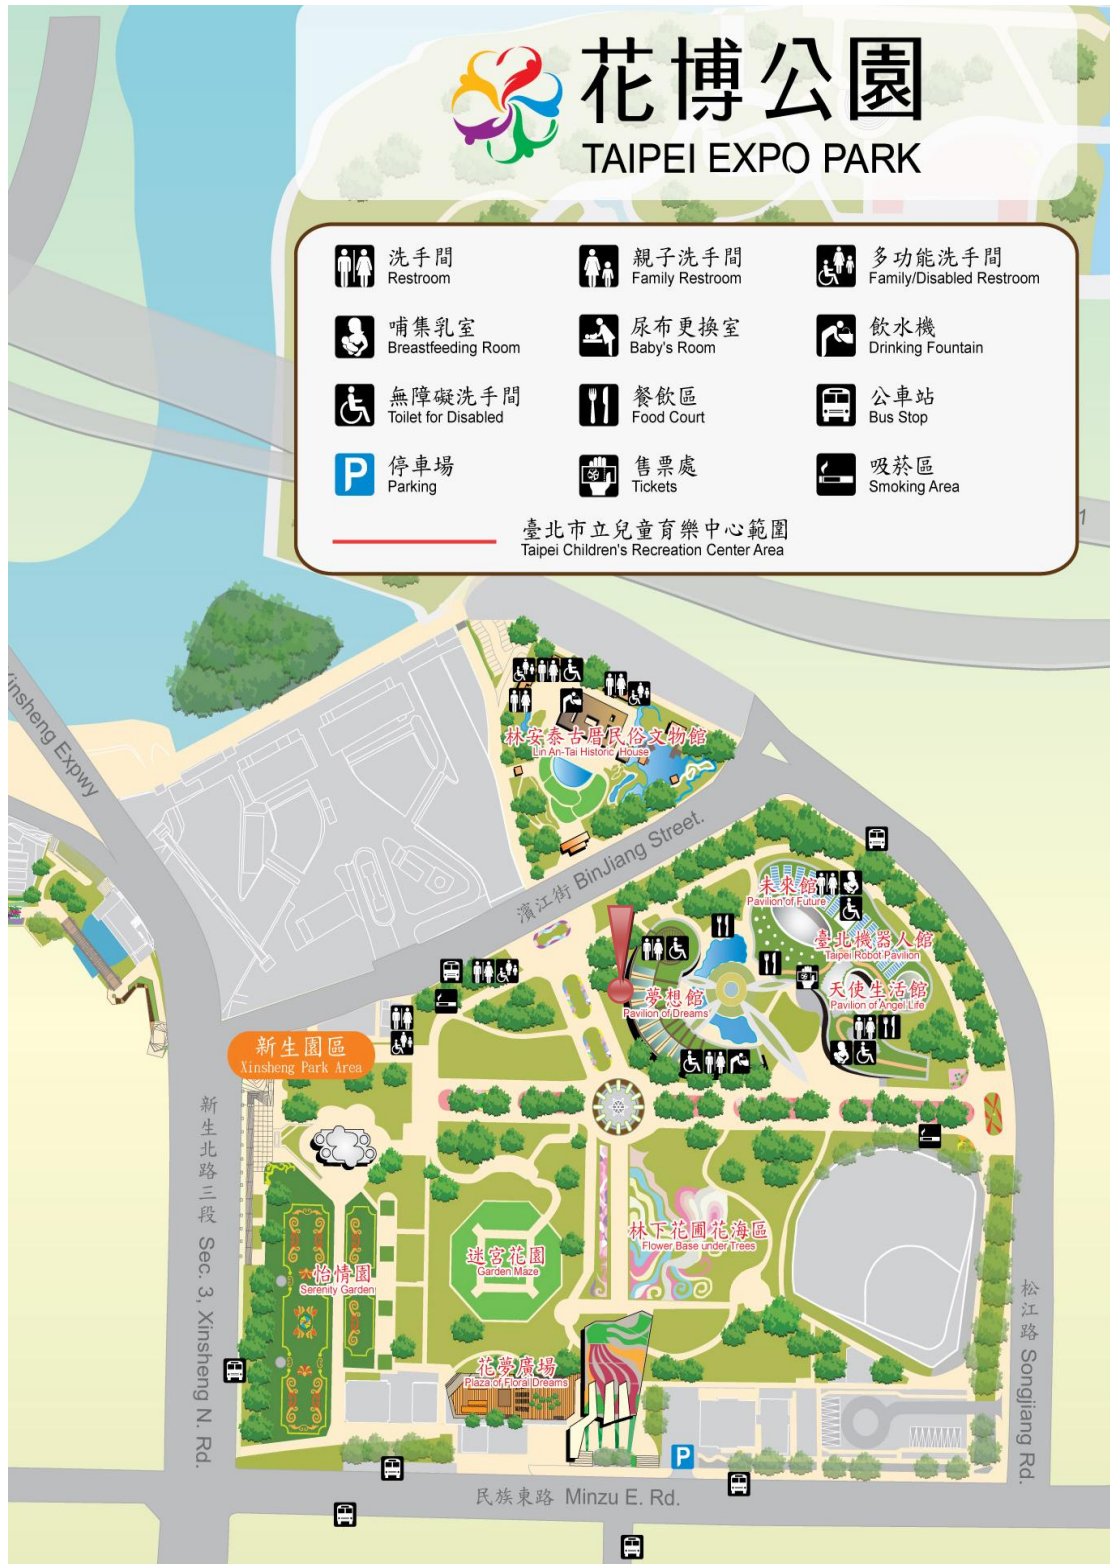 花博公園
TAIPEI EXPO PARK
洗手間
Restroom
親子洗手間
Family Restroom
多功能洗手間
Family/Disabled Restroom
哺集乳室
Breastfeeding Room
尿布更換室
Baby's Room
飲水機
Drinking Fountain
無障礙洗手間
Toilet for Disabled
餐飲區
Food Court
公車站
Bus Stop
P
停車場
Parking
售票處
Tickets
吸菸區
Smoking Area
臺北市立兒童育樂中心範圍
Taipei Children's Recreation Center Area
1
Xinsheng Expwy
林安泰古厝民俗文物館
Lin An-Tai Historic House
濱江街 BinJiang Street.
未來館
Pavilion of Future
臺北機器人館
Taipei Robot Pavilion
天使生活館
Pavilion of Angel Life
夢想館
Pavilion of Dreams
新生園區
Xinsheng Park Area
新生北路三段 Sec. 3, Xinsheng N. Rd.
迷宮花園
Garden Maze
林下花圃花海區
Flower Base under Trees
怡情園
Serenity Garden
花夢廣場
Plaza of Floral Dreams
松江路 Songjiang Rd.
P
民族東路 Minzu E. Rd.